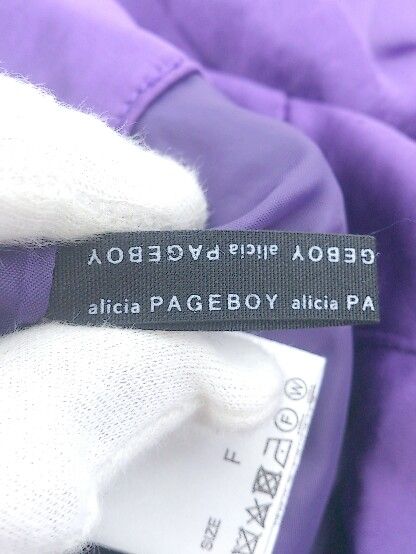 GEBOY alicia PAGEBOY
alicia PAGEBOY alicia PA
SIZE F
P W